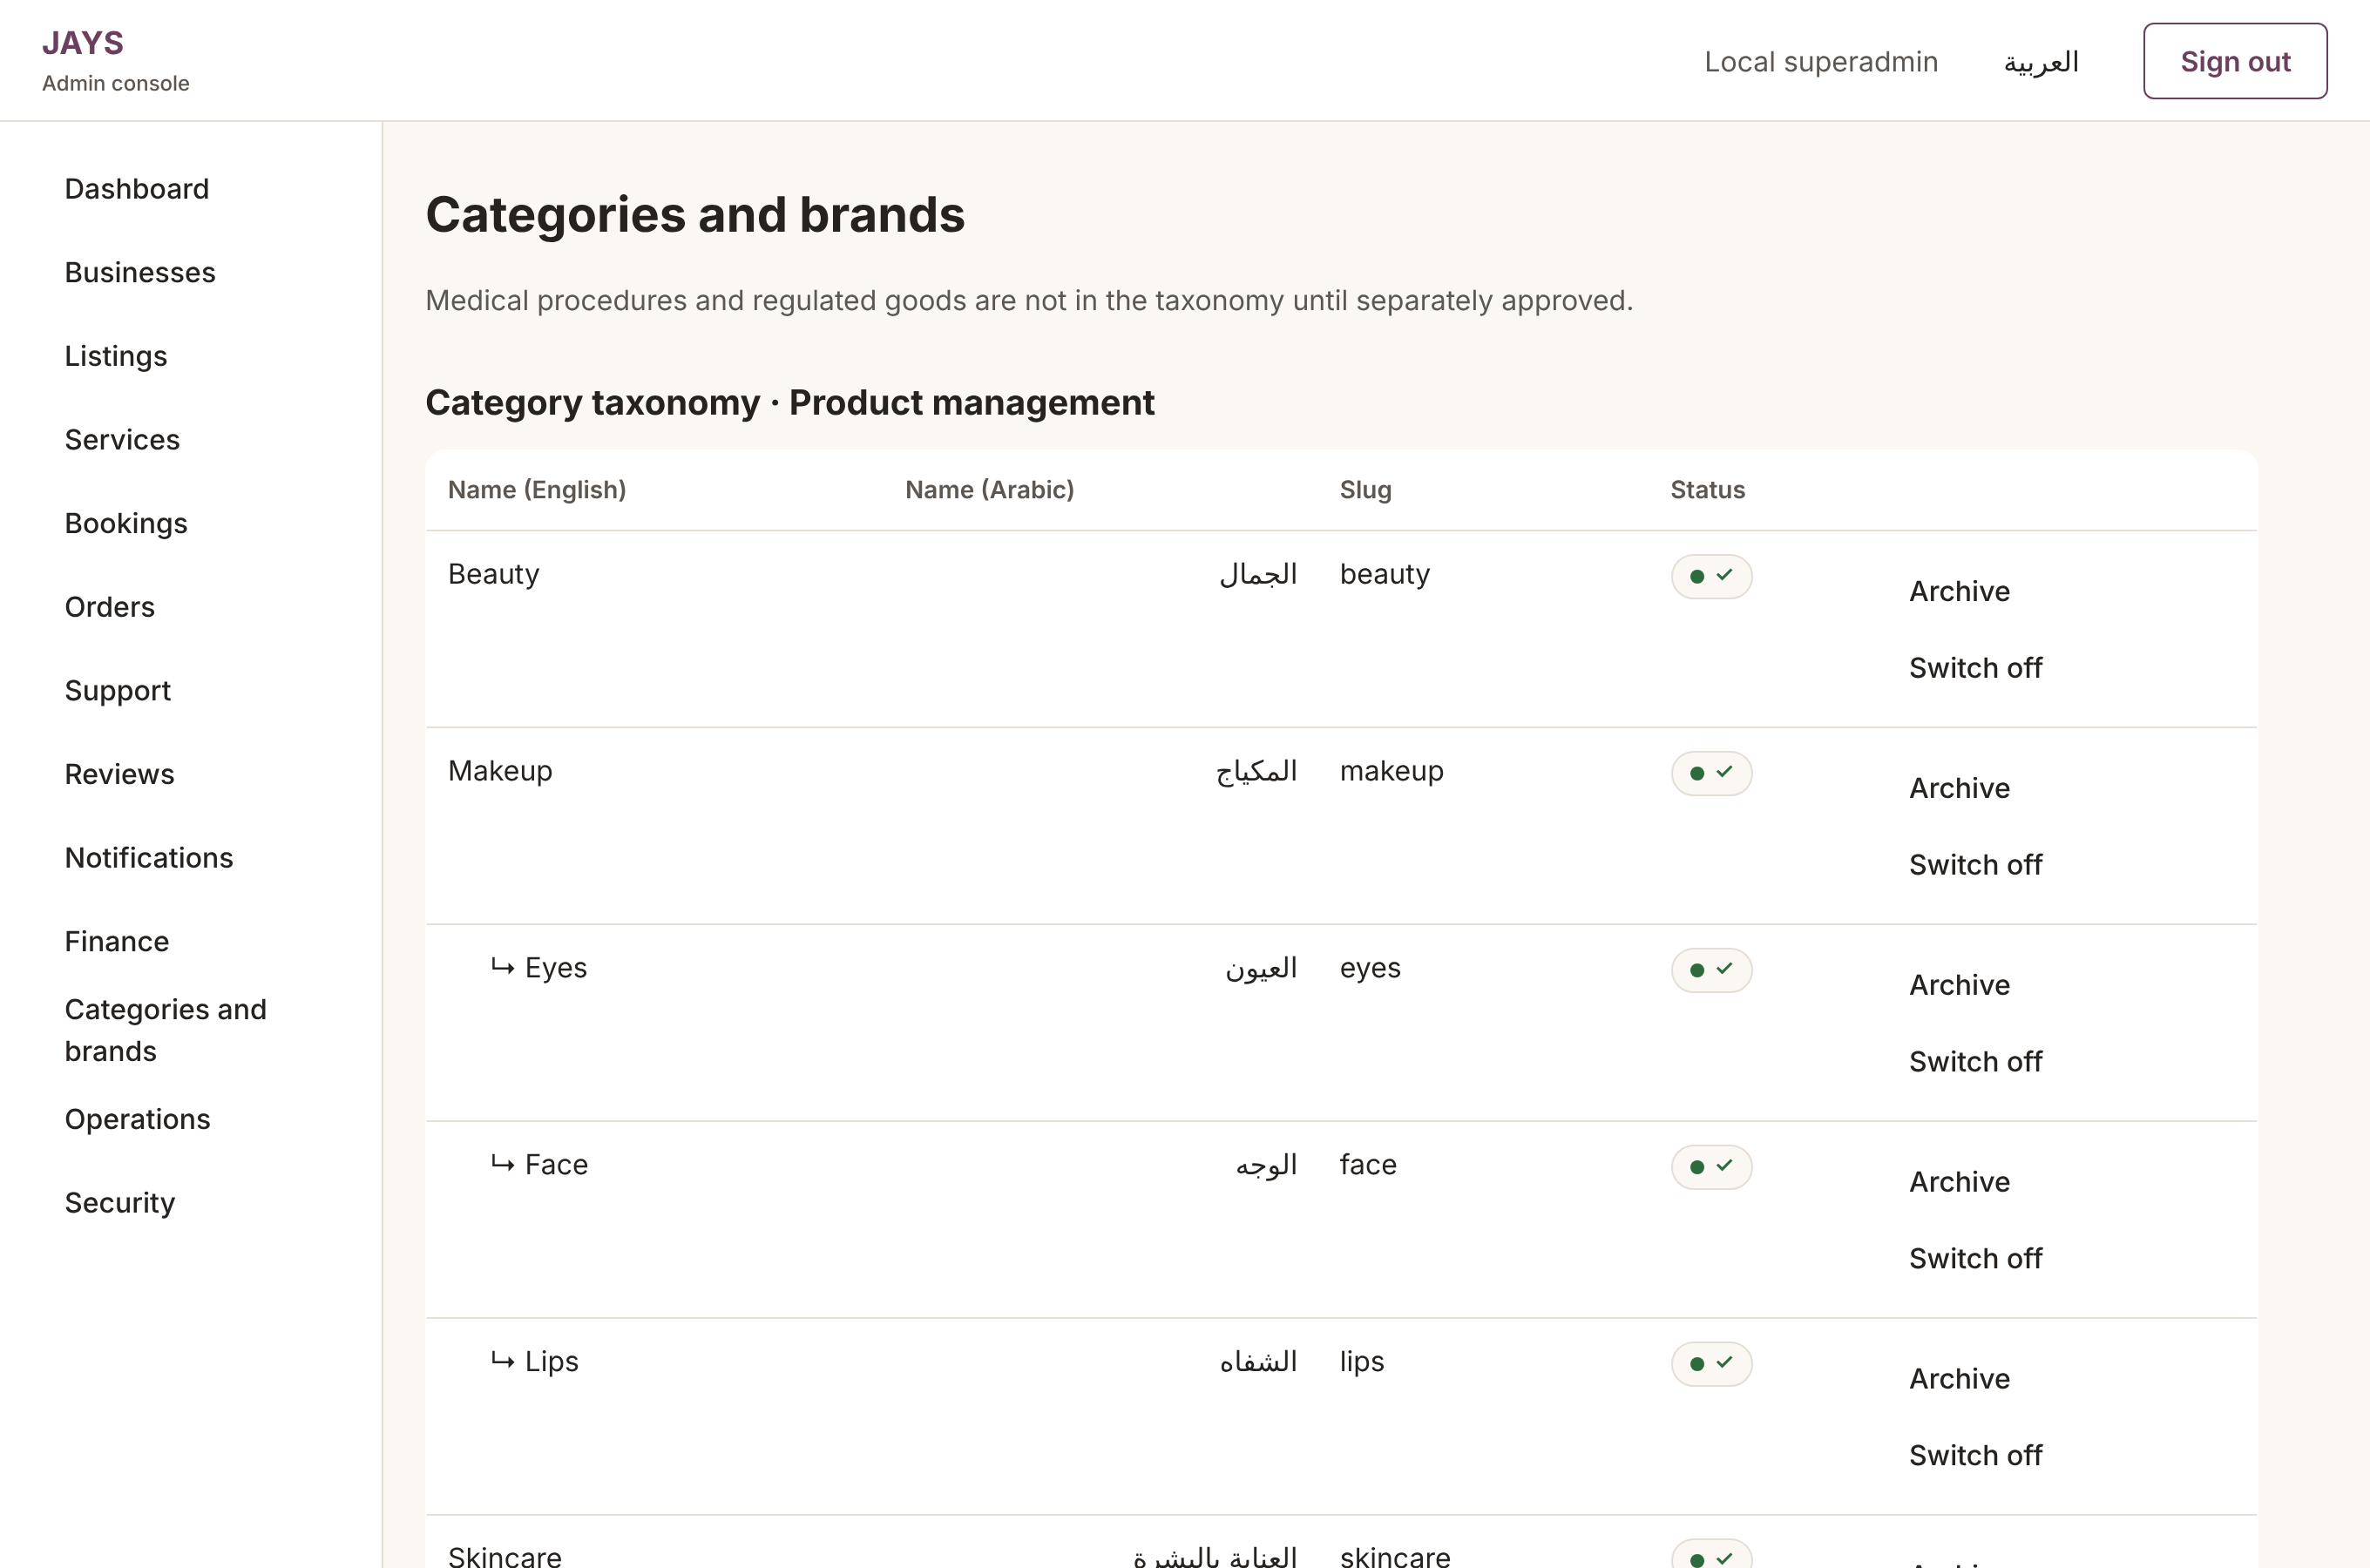 JAYS
Admin console
Local superadmin
العربية
Sign out
Dashboard
Businesses
Listings
Services
Bookings
Orders
Support
Reviews
Notifications
Finance
Categories and
brands
Operations
Security
Categories and brands
Medical procedures and regulated goods are not in the taxonomy until separately approved.
Category taxonomy · Product management
Name (English) Name (Arabic) Slug Status
Beauty الجمال beauty
Archive
Switch off
Makeup المكياج makeup
Archive
Switch off
↳ Eyes العيون eyes
Archive
Switch off
↳ Face الوجه face
Archive
Switch off
↳ Lips الشفاه lips
Archive
Switch off
Skincare العناية بالبشرة skincare